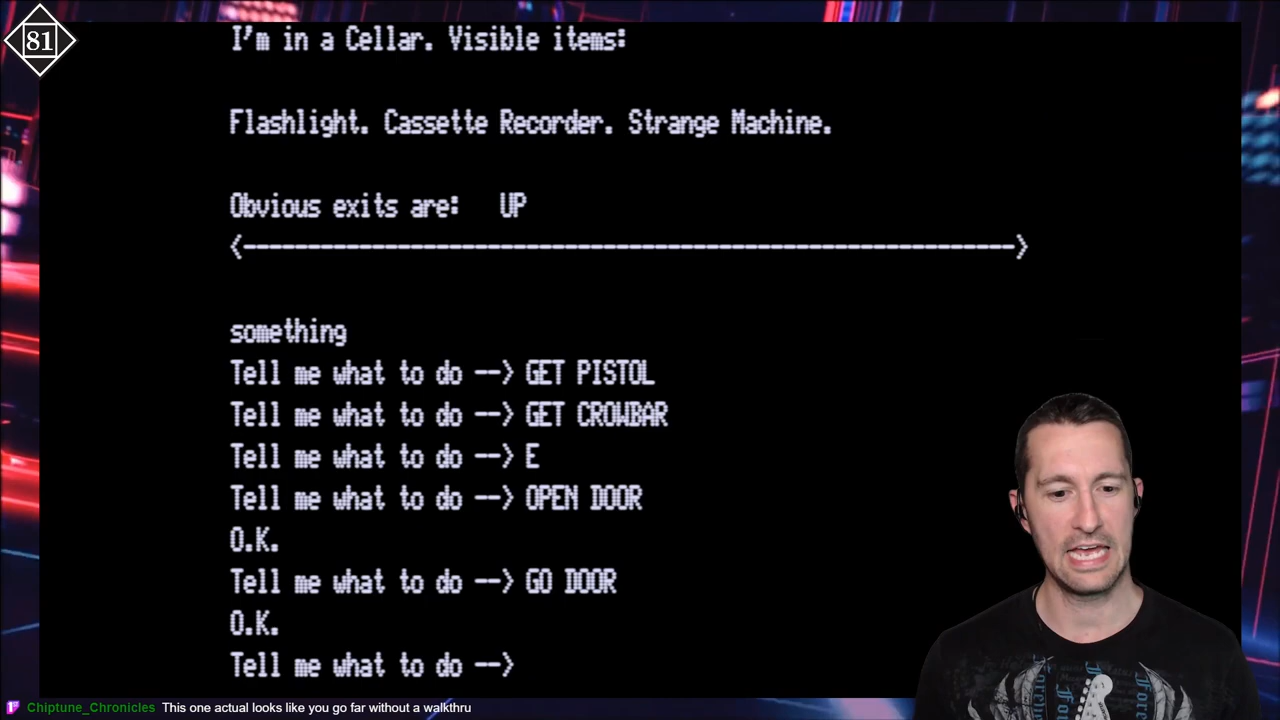 81
I'm in a Cellar. Visible items:
Flashlight. Cassette Recorder. Strange Machine.
Obvious exits are: UP
<---------------------------------------------------------------->
something
Tell me what to do --> GET PISTOL
Tell me what to do --> GET CROWBAR
Tell me what to do --> E
Tell me what to do --> OPEN DOOR
O.K.
Tell me what to do --> GO DOOR
O.K.
Tell me what to do -->
Chiptune_Chronicles This one actual looks like you go far without a walkthru